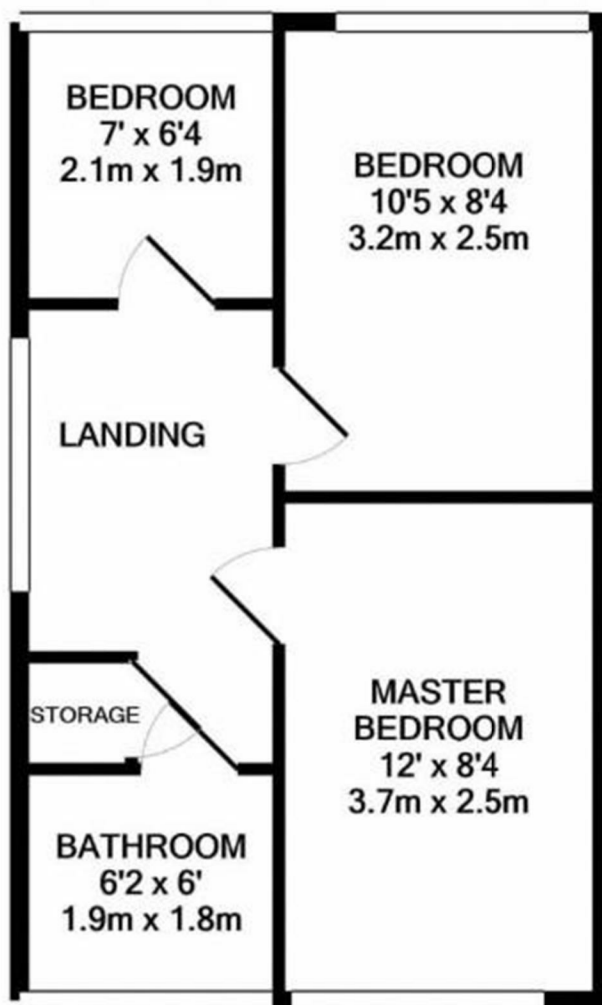 BEDROOM
7' x 6'4
2.1m x 1.9m
BEDROOM
10'5 x 8'4
3.2m x 2.5m
LANDING
STORAGE
MASTER
BEDROOM
12' x 8'4
3.7m x 2.5m
BATHROOM
6'2 x 6'
1.9m x 1.8m